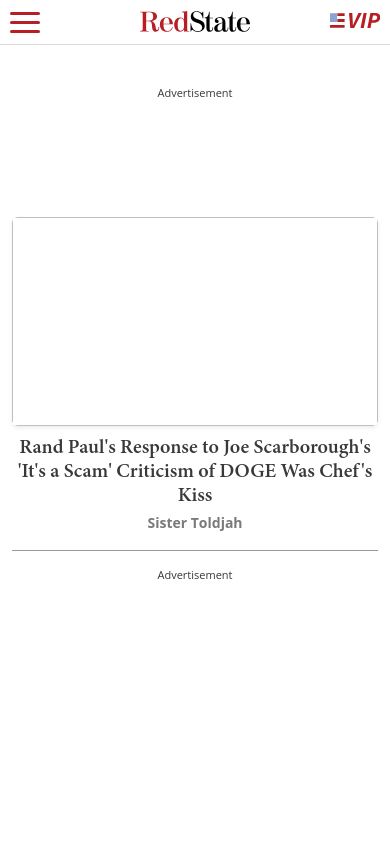 RedState
VIP
Advertisement
Rand Paul's Response to Joe Scarborough's
'It's a Scam' Criticism of DOGE Was Chef's
Kiss
Sister Toldjah
Advertisement